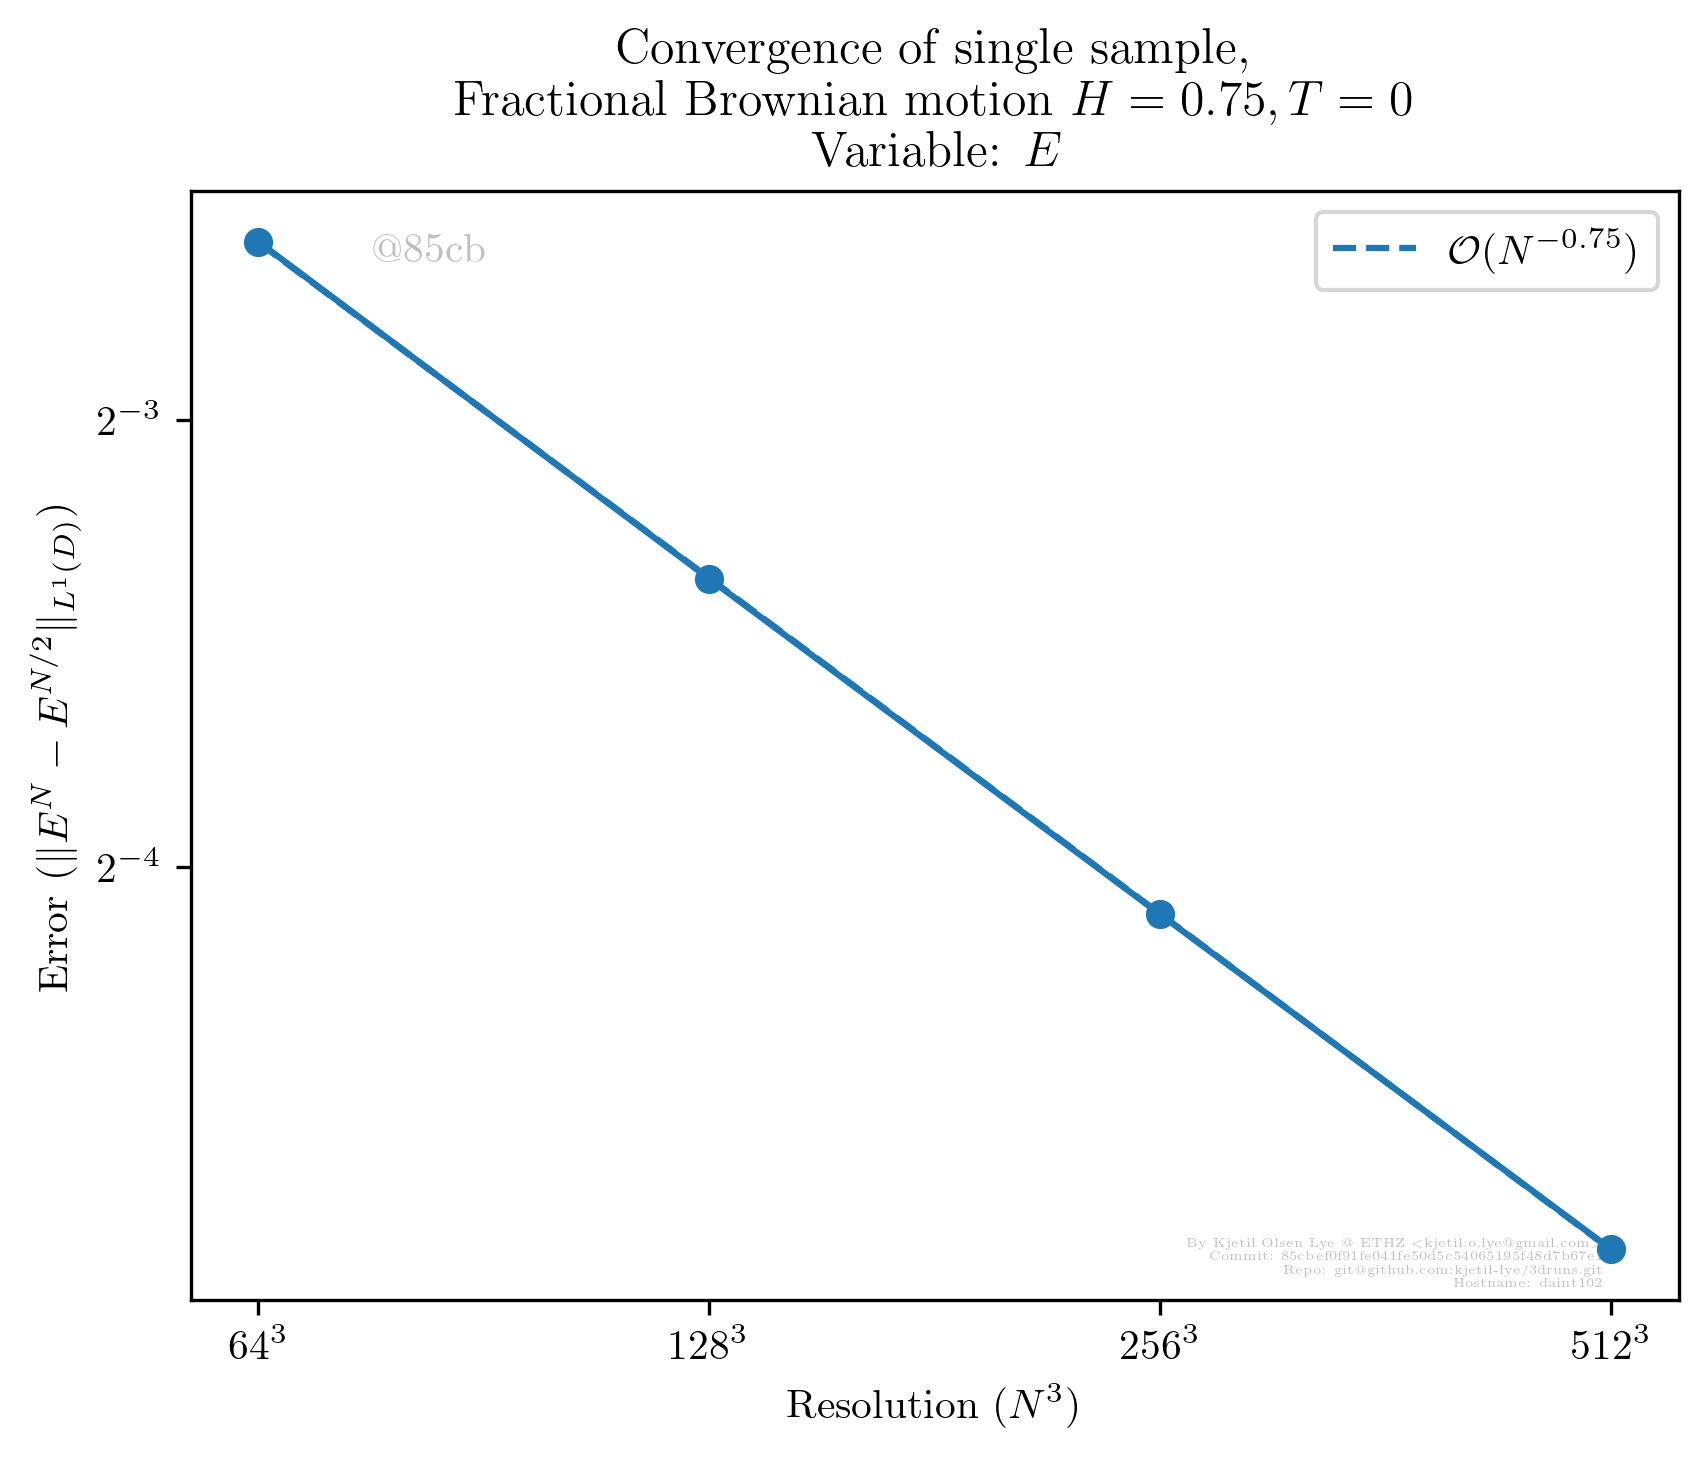 Convergence of single sample,
Fractional Brownian motion H = 0.75, T = 0
Variable: E
@85cb
O(N^{-0.75})
2^{-3}
2^{-4}
Error (‖E^N − E^{N/2}‖_{L^1(D)})
By Kjetil Olsen Lye @ ETHZ <kjetil.o.lye@gmail.com>
Commit:
Repo: git@github.com:kjetil-lye/3druns.git
Hostname: daint102
64^3 128^3 256^3 512^3
Resolution (N^3)